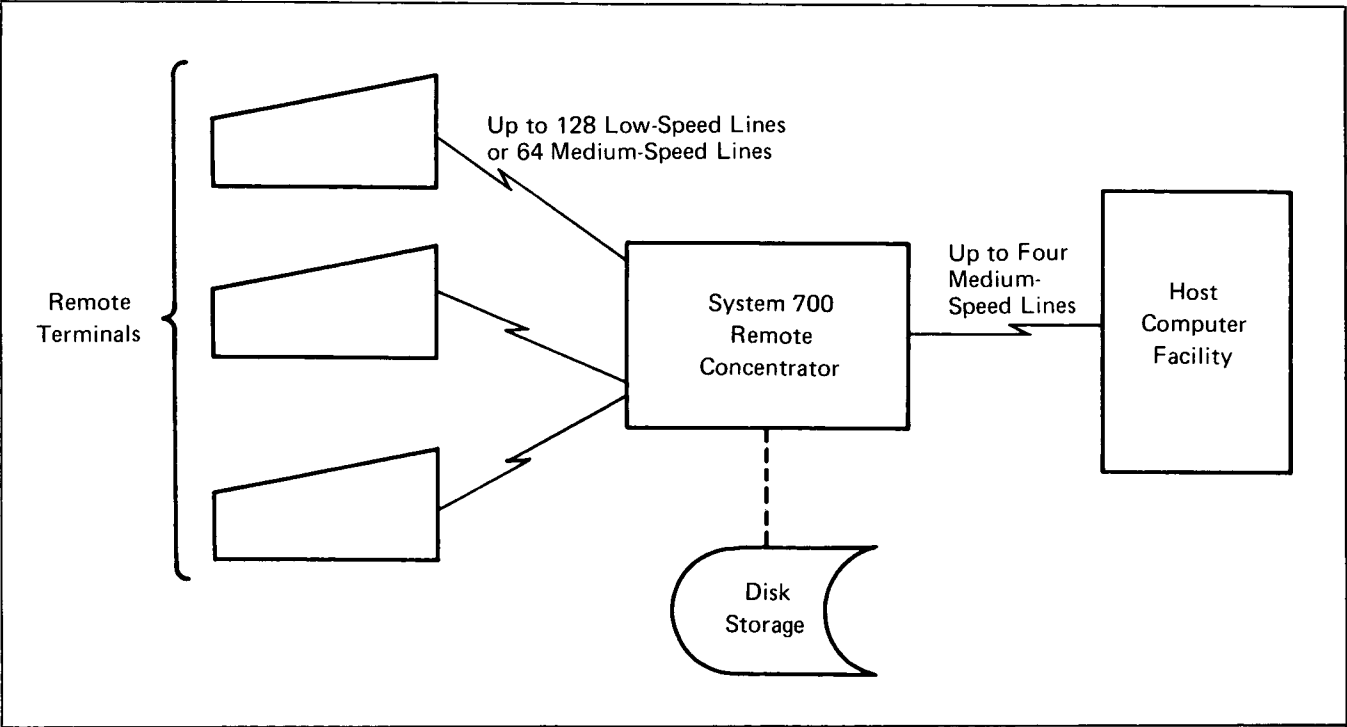 Up to 128 Low-Speed Lines
or 64 Medium-Speed Lines
Remote
Terminals
System 700
Remote
Concentrator
Up to Four
Medium-
Speed Lines
Host
Computer
Facility
Disk
Storage